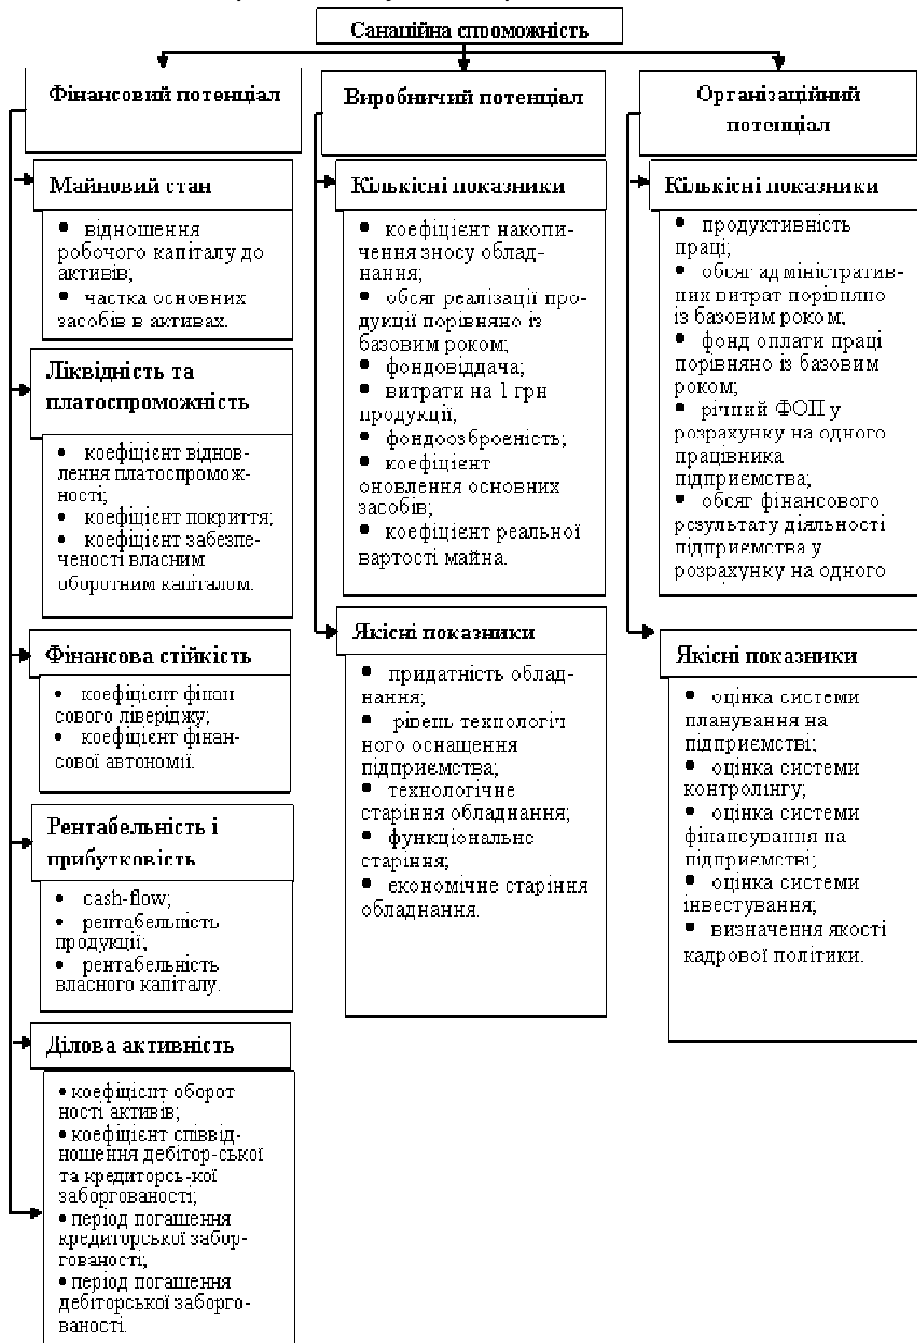 Санаційна спроможність
Фінансовий потенціал
Майновий стан
• відношення
робочого капіталу до
активів;
• частка основних
засобів в активах.
Ліквідність та
платоспроможність
• коефіцієнт віднов-
лення платоспромож-
ності;
• коефіцієнт покриття;
• коефіцієнт забезпе-
ченості власним
оборотним капіталом.
Фінансова стійкість
• коефіцієнт фінан
сового ліверіджу;
• коефіцієнт фінан-
сової автономії.
Рентабельність і
прибутковість
• cash-flow;
• рентабельність
продукції;
• рентабельність
власного капіталу.
Ділова активність
• коефіцієнт оборот
ності активів;
• коефіцієнт співвід-
ношення дебітор-ської
та кредиторсь-кої
заборгованості;
• період погашення
кредиторської забор-
гованості;
• період погашення
дебіторської заборго-
ваності.
Виробничий потенціал
Кількісні показники
• коефіцієнт накопи-
чення зносу облад-
нання;
• обсяг реалізації про-
дукції порівняно із
базовим роком;
• фондовіддача;
• витрати на 1 грн
продукції;
• фондоозброєність;
• коефіцієнт
оновлення основних
засобів;
• коефіцієнт реальної
вартості майна.
Якісні показники
• придатність облад-
нання;
• рівень технологіч
ного оснащення
підприємства;
• технологічне
старіння обладнання;
• функціональне
старіння;
• економічне старіння
обладнання.
Організаційний
потенціал
Кількісні показники
• продуктивність
праці;
• обсяг адміністратив-
них витрат порівняно
із базовим роком;
• фонд оплати праці
порівняно із базовим
роком;
• річний ФОП у
розрахунку на одного
працівника
підприємства;
• обсяг фінансового
результату діяльності
підприємства у
розрахунку на одного
Якісні показники
• оцінка системи
планування на
підприємстві;
• оцінка системи
контролінгу;
• оцінка системи
фінансування на
підприємстві;
• оцінка системи
інвестування;
• визначення якості
кадрової політики.